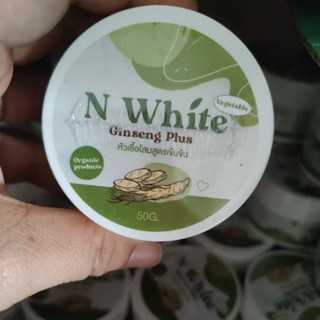 N White
Vegetable
Ginseng Plus
หัวเชื้อโสมสูตรเข้มข้น
Organic
products
50G.
N White